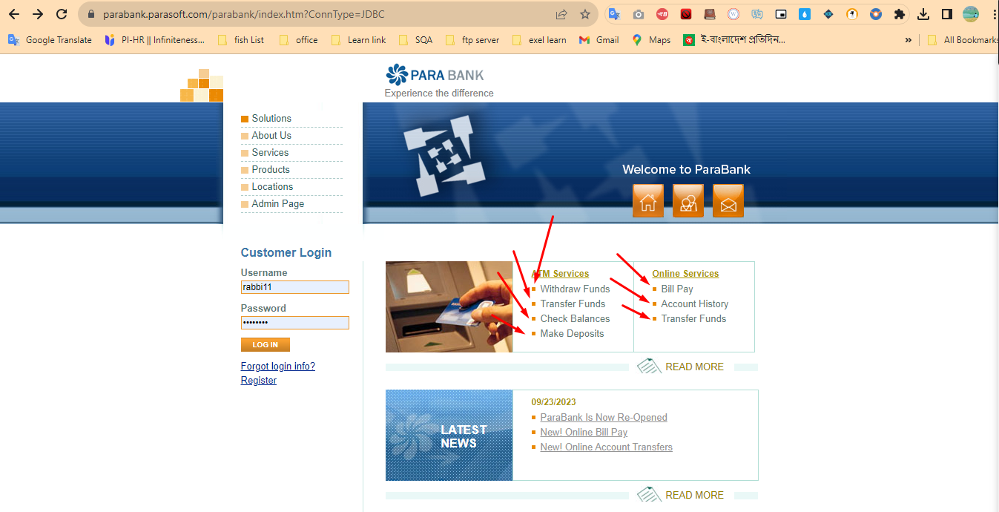 parabank.parasoft.com/parabank/index.htm?ConnType=JDBC
Google Translate PI-HR || Infiniteness... fish List office Learn link SQA ftp server exel learn Gmail Maps ই-বাংলাদেশ প্রতিদিন... » All Bookmarks
PARA BANK
Experience the difference
Solutions
About Us
Services
Products
Locations
Admin Page
Welcome to ParaBank
Customer Login
Username
rabbi11
Password
••••••••
LOG IN
Forgot login info?
Register
ATM Services
Withdraw Funds
Transfer Funds
Check Balances
Make Deposits
Online Services
Bill Pay
Account History
Transfer Funds
READ MORE
LATEST
NEWS
09/23/2023
ParaBank Is Now Re-Opened
New! Online Bill Pay
New! Online Account Transfers
READ MORE